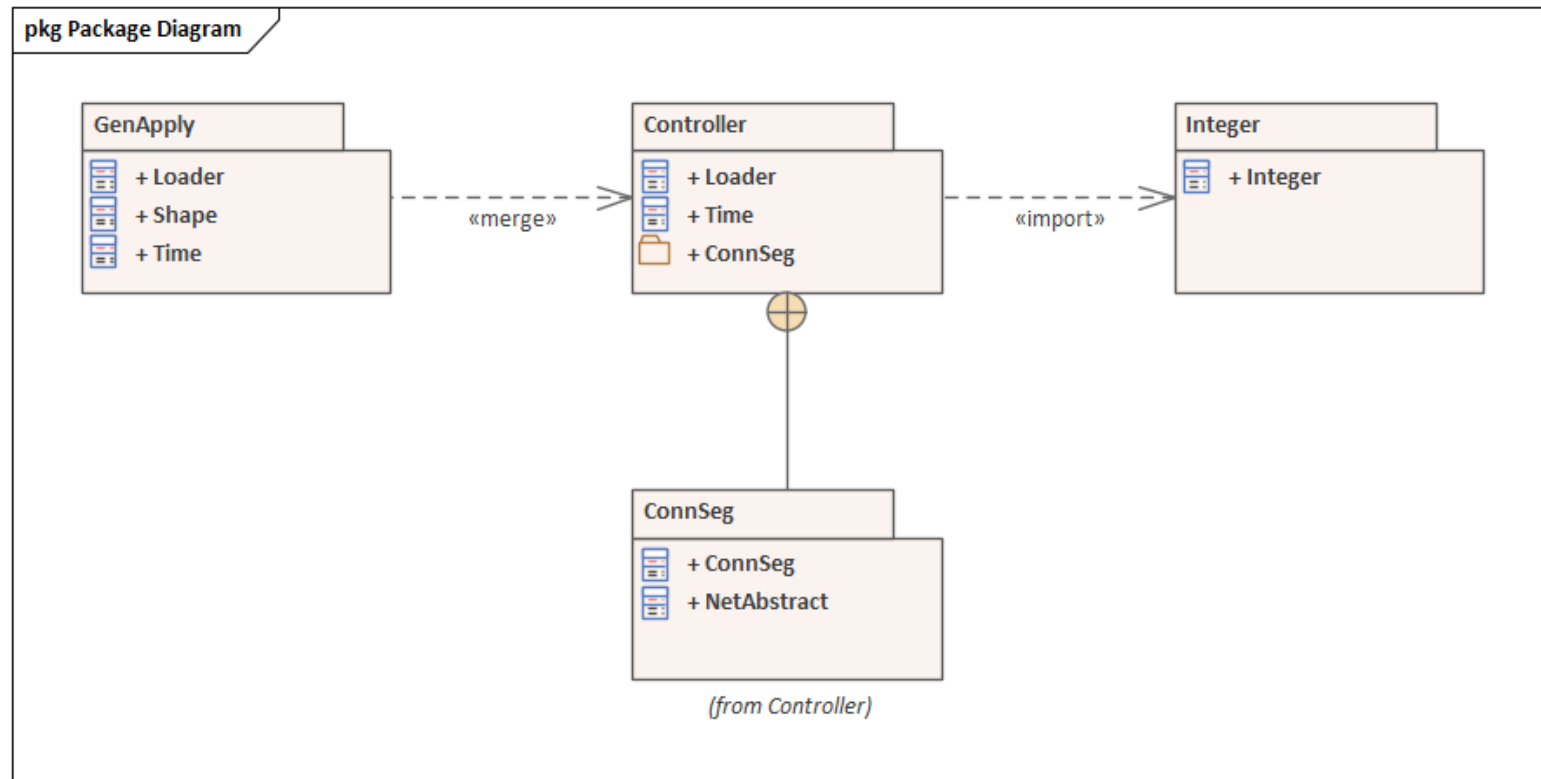 pkg Package Diagram
GenApply
+ Loader
+ Shape
+ Time
«merge»
Controller
+ Loader
+ Time
+ ConnSeg
«import»
Integer
+ Integer
ConnSeg
+ ConnSeg
+ NetAbstract
(from Controller)